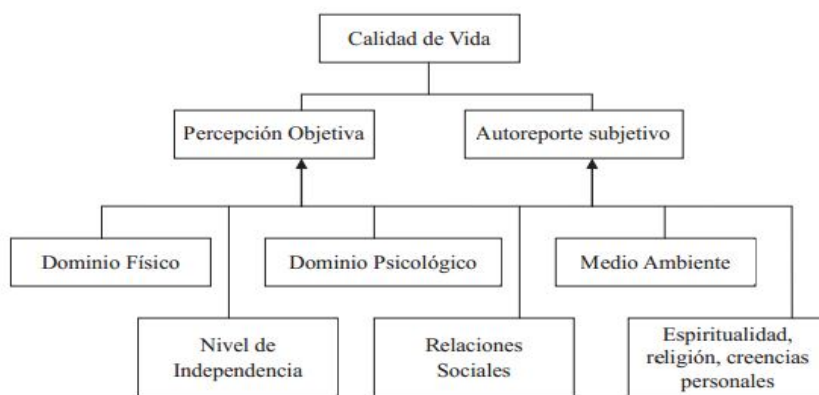 Calidad de Vida
Percepción Objetiva
Autoreporte subjetivo
Dominio Físico
Dominio Psicológico
Medio Ambiente
Nivel de
Independencia
Relaciones
Sociales
Espiritualidad,
religión, creencias
personales